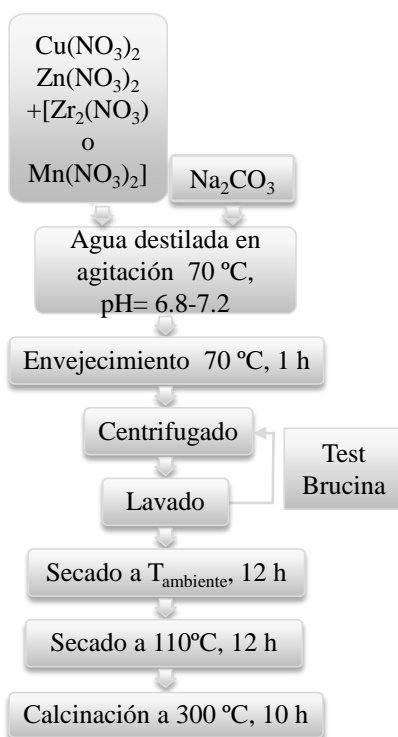 Cu(NO₃)₂
Zn(NO₃)₂
+[Zr₂(NO₃)
o
Mn(NO₃)₂]
Na₂CO₃
Agua destilada en
agitación 70 ºC,
pH= 6.8-7.2
Envejecimiento 70 ºC, 1 h
Centrifugado
Test
Brucina
Lavado
Secado a Tambiente, 12 h
Secado a 110ºC, 12 h
Calcinación a 300 ºC, 10 h